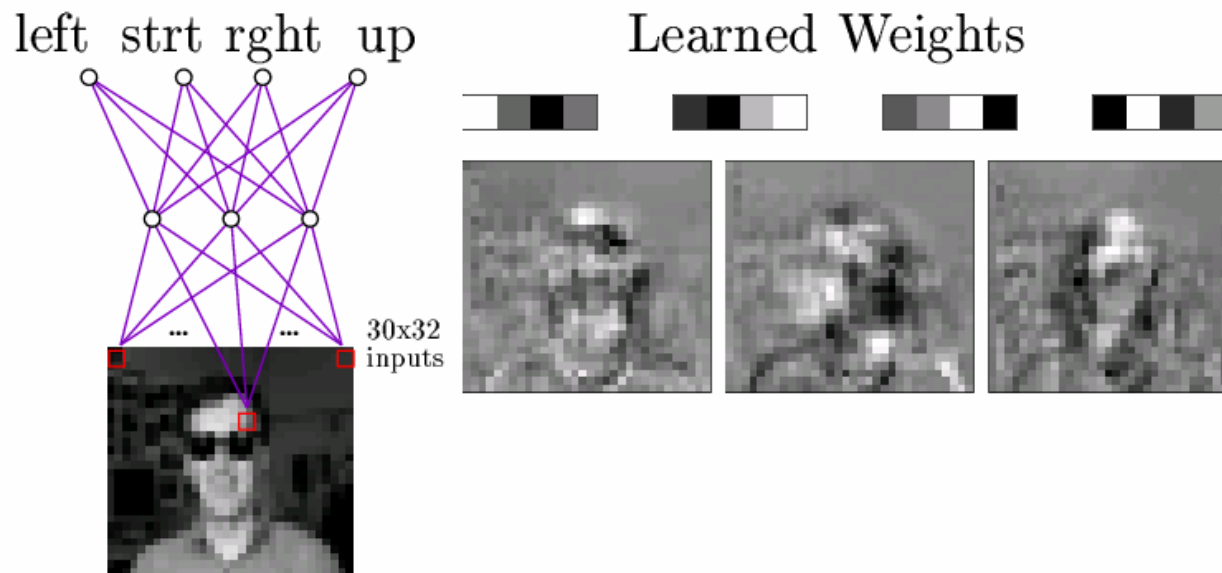 left strt rght up
Learned Weights
... ...
30x32
inputs